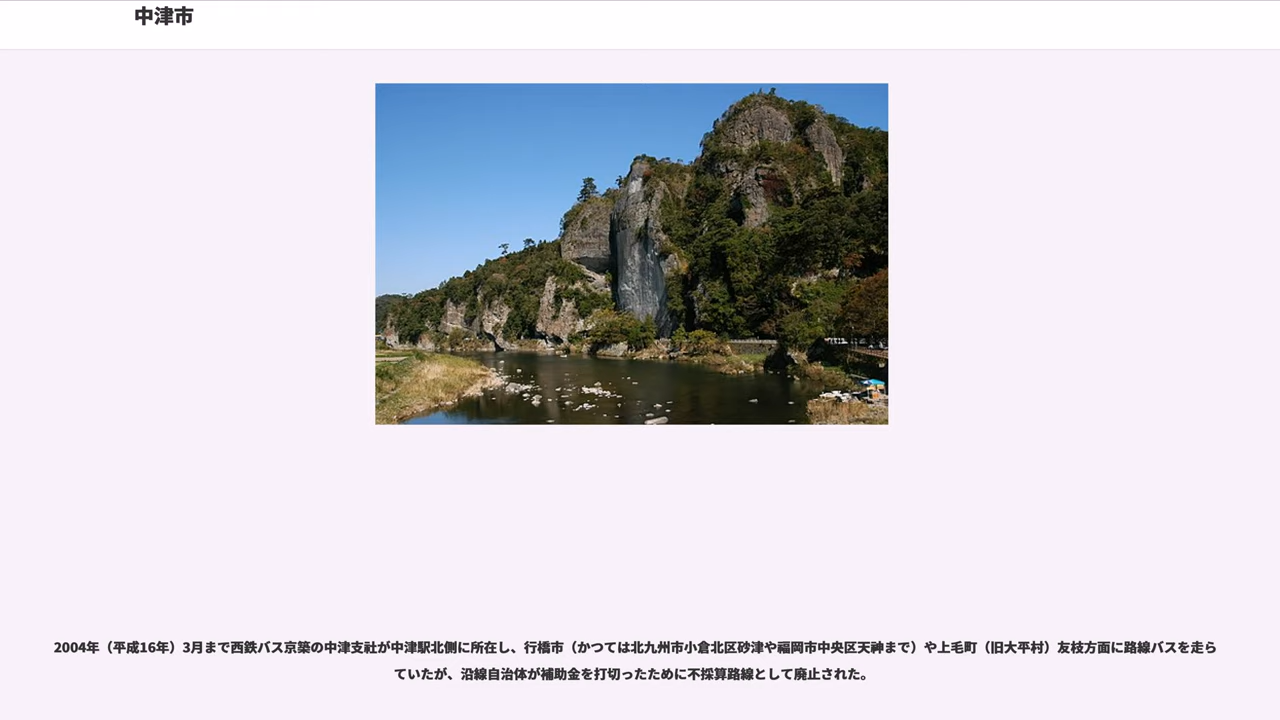 中津市
2004年（平成16年）3月まで西鉄バス京築の中津支社が中津駅北側に所在し、行橋市（かつては北九州市小倉北区砂津や福岡市中央区天神まで）や上毛町（旧大平村）友枝方面に路線バスを走ら
ていたが、沿線自治体が補助金を打切ったために不採算路線として廃止された。